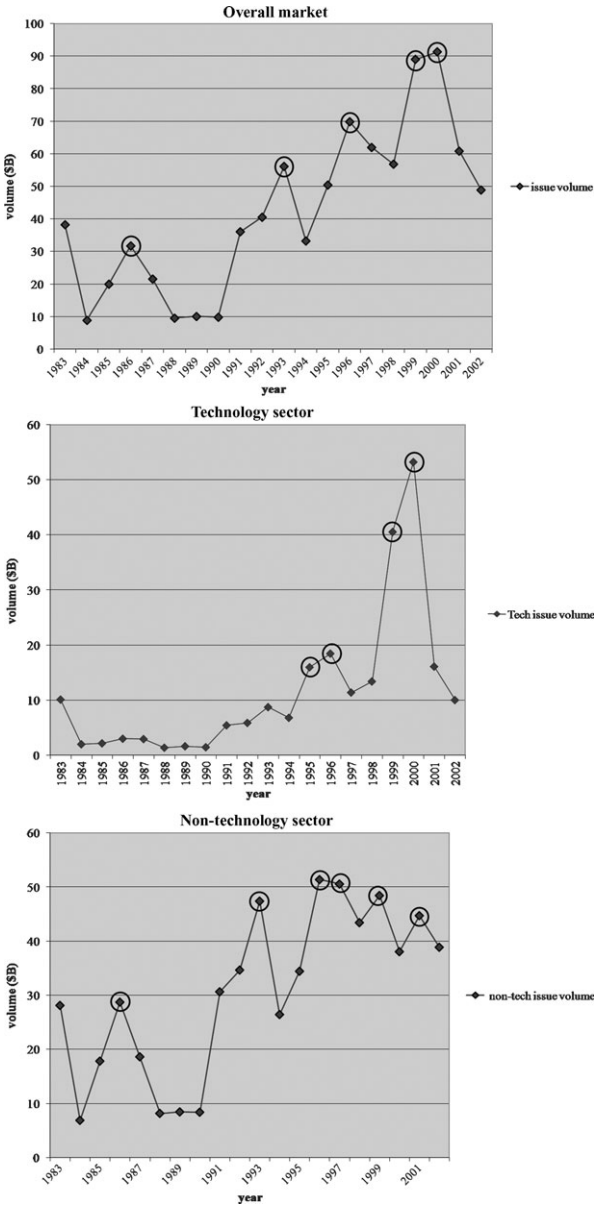 Overall market
100
90
80
70
60
50
40
30
20
10
0
volume ($B)
1983 1984 1985 1986 1987 1988 1989 1990 1991 1992 1993 1994 1995 1996 1997 1998 1999 2000 2001 2002
year
issue volume
Technology sector
60
50
40
30
20
10
0
volume ($B)
1983 1984 1985 1986 1987 1988 1989 1990 1991 1992 1993 1994 1995 1996 1997 1998 1999 2000 2001 2002
year
Tech issue volume
Non-technology sector
60
50
40
30
20
10
0
volume ($B)
1983 1985 1987 1989 1991 1993 1995 1997 1999 2001
year
non-tech issue volume